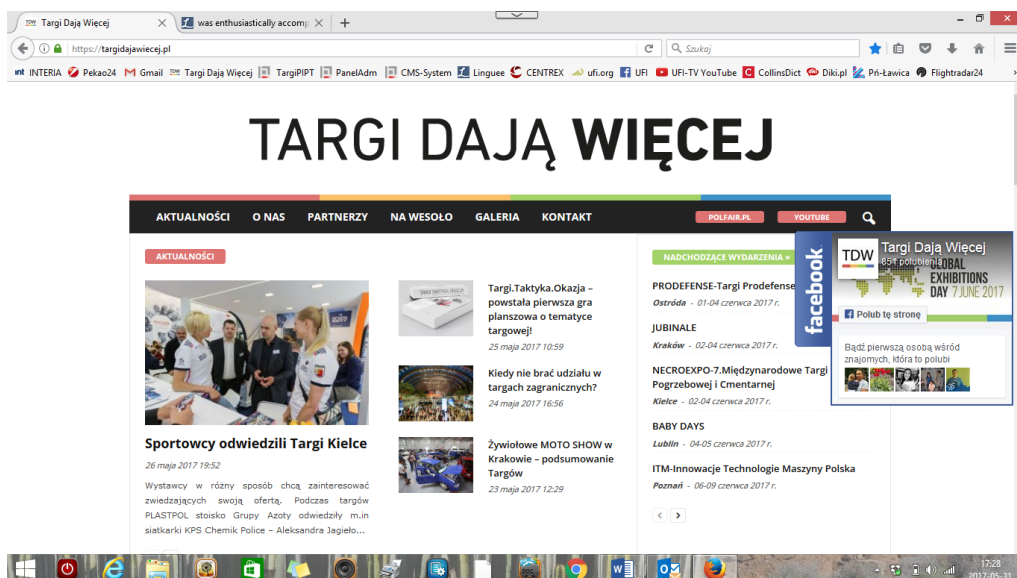 Targi Dają Więcej
was enthusiastically accomp
https://targidajawiecej.pl
Szukaj
INTERIA Pekao24 Gmail Targi Dają Więcej TargiPIPT PanelAdm CMS-System Linguee CENTREX ufi.org UFI UFI-TV YouTube CollinsDict Diki.pl Pń-Ławica Flightradar24
TARGI DAJĄ WIĘCEJ
AKTUALNOŚCI O NAS PARTNERZY NA WESOŁO GALERIA KONTAKT POLFAIR.PL YOUTUBE
AKTUALNOŚCI
Sportowcy odwiedzili Targi Kielce
26 maja 2017 19:52
Wystawcy w różny sposób chcą zainteresować
zwiedzających swoją ofertą. Podczas targów
PLASTPOL stoisko Grupy Azoty odwiedziły m.in
siatkarki KPS Chemik Police – Aleksandra Jagieło...
Targi.Taktyka.Okazja –
powstała pierwsza gra
planszowa o tematyce
targowej!
25 maja 2017 10:59
Kiedy nie brać udziału w
targach zagranicznych?
24 maja 2017 16:56
Żywiołowe MOTO SHOW w
Krakowie – podsumowanie
Targów
23 maja 2017 12:29
NADCHODZĄCE WYDARZENIA »
PRODEFENSE-Targi Prodefense
Ostróda - 01-04 czerwca 2017 r.
JUBINALE
Kraków - 02-04 czerwca 2017 r.
NECROEXPO-7.Międzynarodowe Targi
Pogrzebowej i Cmentarnej
Kielce - 02-04 czerwca 2017 r.
BABY DAYS
Lublin - 04-05 czerwca 2017 r.
ITM-Innowacje Technologie Maszyny Polska
Poznań - 06-09 czerwca 2017 r.
facebook
TDW
Targi Dają Więcej
851 polubienia
GLOBAL
EXHIBITIONS
DAY 7 JUNE 2017
Polub tę stronę
Bądź pierwszą osobą wśród
znajomych, która to polubi
17:28
2017-05-31